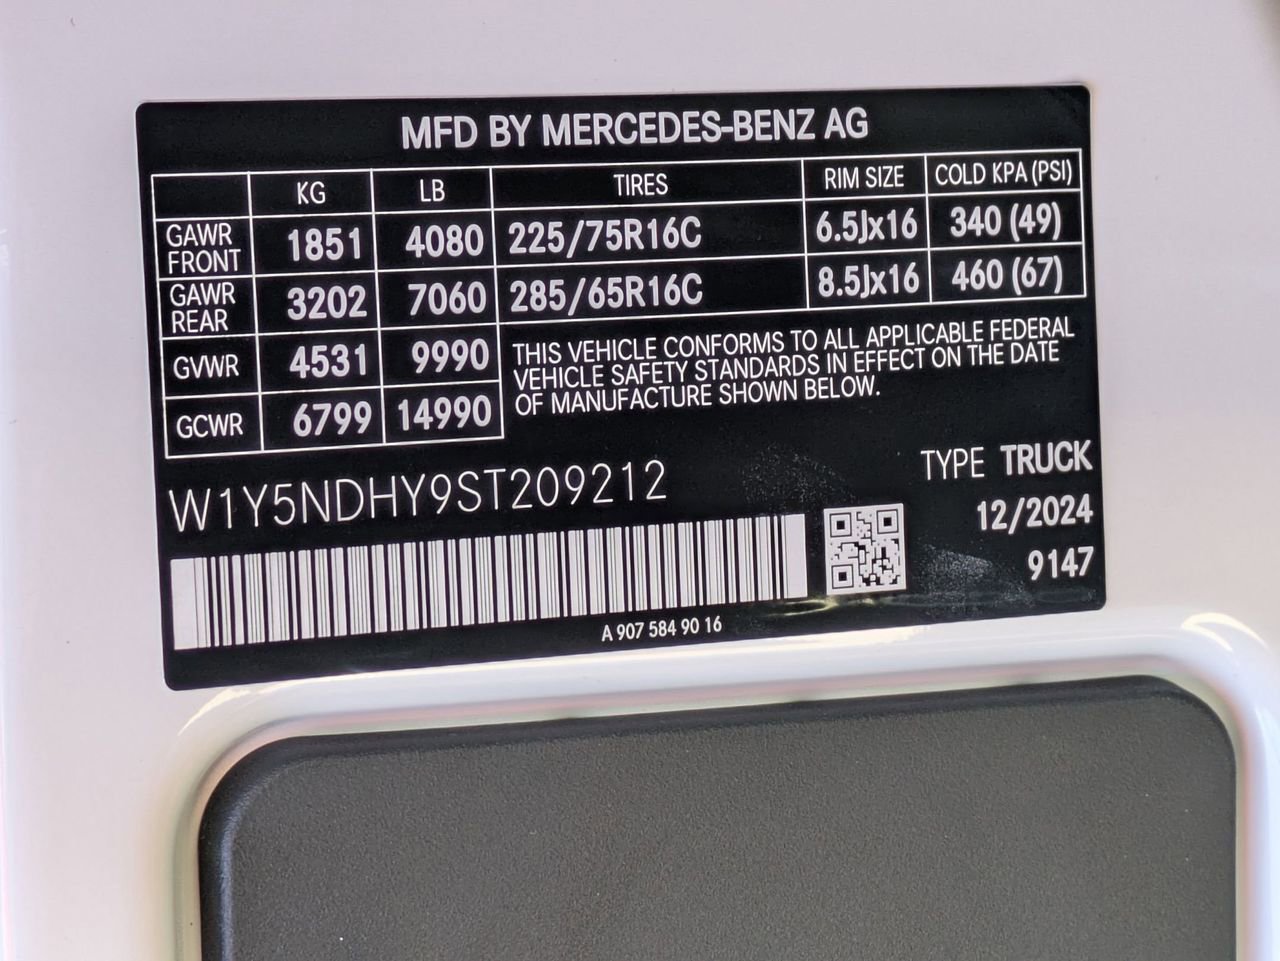 MFD BY MERCEDES-BENZ AG
KG LB TIRES RIM SIZE COLD KPA (PSI)
GAWR FRONT 1851 4080 225/75R16C 6.5Jx16 340 (49)
GAWR REAR 3202 7060 285/65R16C 8.5Jx16 460 (67)
GVWR 4531 9990
GCWR 6799 14990
THIS VEHICLE CONFORMS TO ALL APPLICABLE FEDERAL
VEHICLE SAFETY STANDARDS IN EFFECT ON THE DATE
OF MANUFACTURE SHOWN BELOW.
W1Y5NDHY9ST209212
TYPE TRUCK
12/2024
9147
A 907 584 90 16